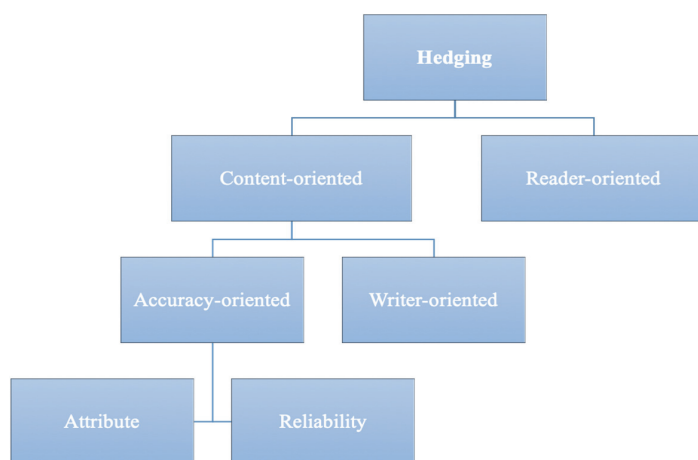 Hedging
Content-oriented
Reader-oriented
Accuracy-oriented
Writer-oriented
Attribute
Reliability